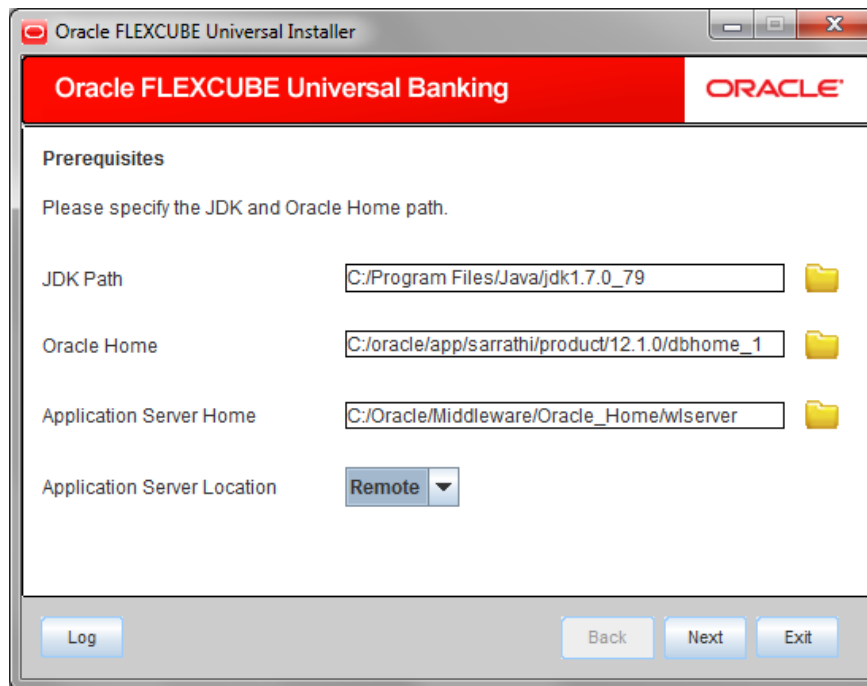 Oracle FLEXCUBE Universal Installer
Oracle FLEXCUBE Universal Banking
ORACLE
Prerequisites
Please specify the JDK and Oracle Home path.
JDK Path C:/Program Files/Java/jdk1.7.0_79
Oracle Home C:/oracle/app/sarrathi/product/12.1.0/dbhome_1
Application Server Home C:/Oracle/Middleware/Oracle_Home/wlserver
Application Server Location Remote
Log Back Next Exit